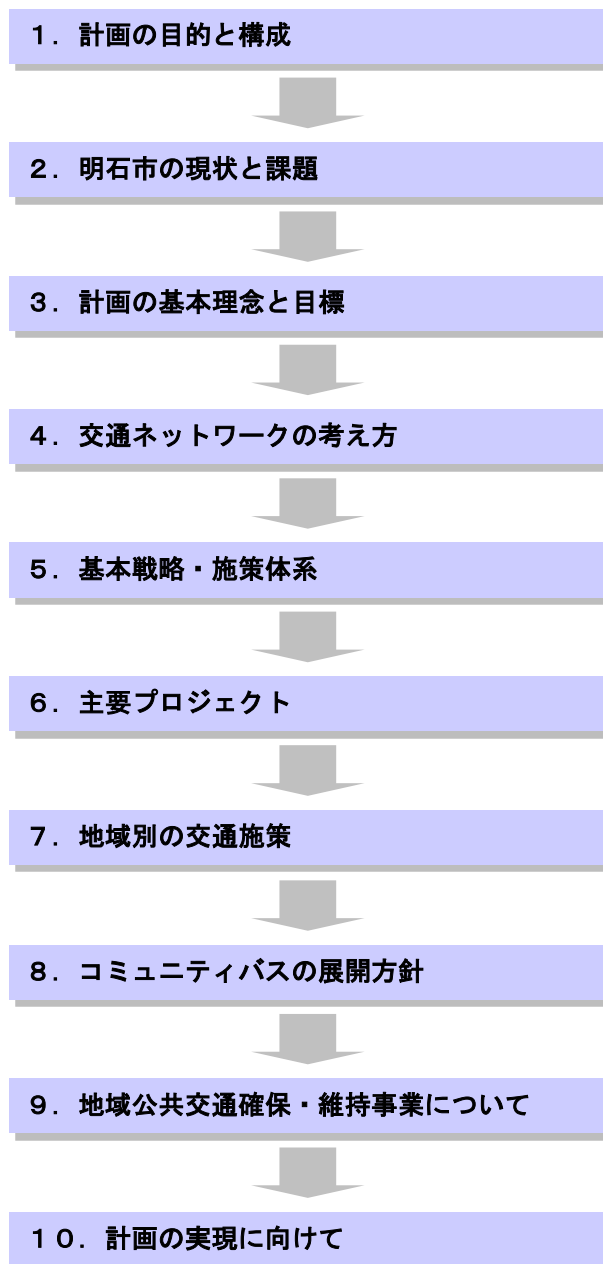 １．計画の目的と構成
２．明石市の現状と課題
３．計画の基本理念と目標
４．交通ネットワークの考え方
５．基本戦略・施策体系
６．主要プロジェクト
７．地域別の交通施策
８．コミュニティバスの展開方針
９．地域公共交通確保・維持事業について
１０．計画の実現に向けて